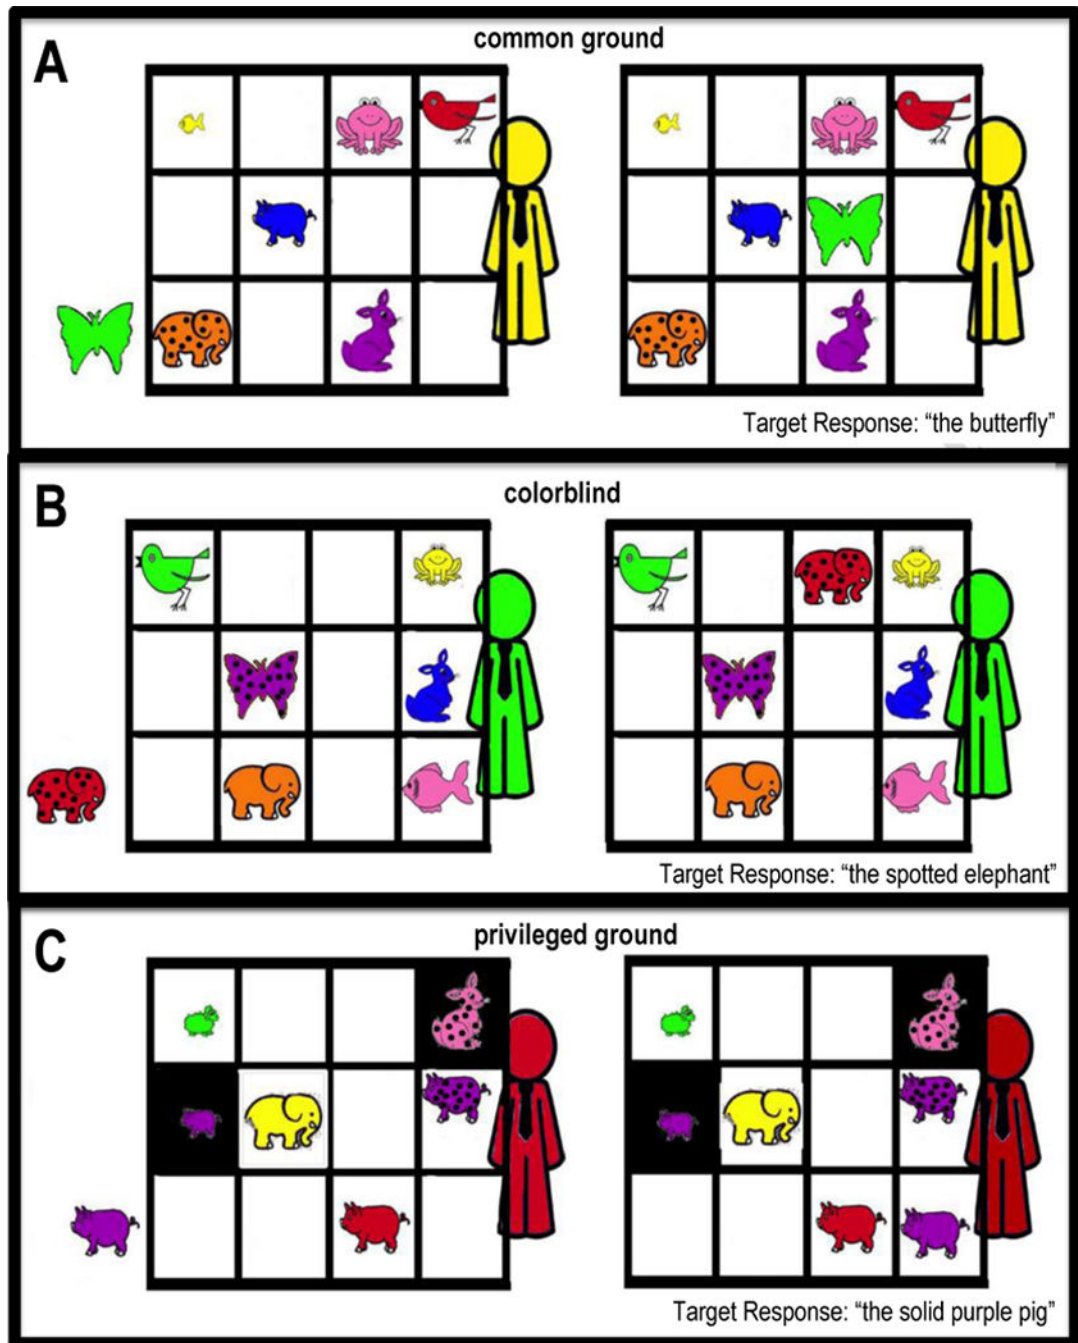 A
common ground
Target Response: “the butterfly”
B
colorblind
Target Response: “the spotted elephant”
C
privileged ground
Target Response: “the solid purple pig”